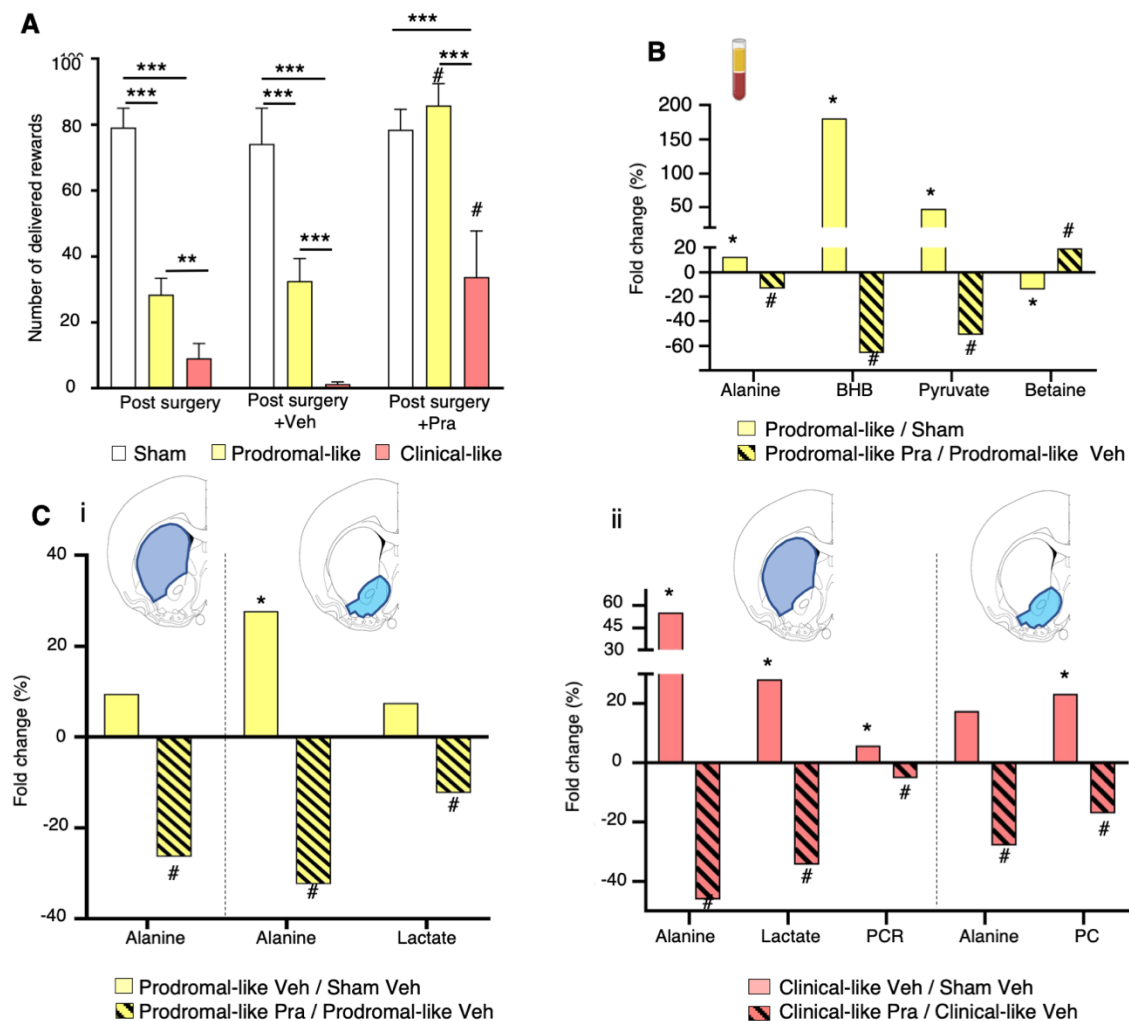 A
Number of delivered rewards
100
80
60
40
20
0
***
***
**
***
***
***
***
***
#
#
Post surgery
Post surgery
+Veh
Post surgery
+Pra
Sham
Prodromal-like
Clinical-like
B
Fold change (%)
200
150
100
50
20
0
-20
-40
-60
*
#
*
#
*
#
*
#
Alanine
BHB
Pyruvate
Betaine
Prodromal-like / Sham
Prodromal-like Pra / Prodromal-like Veh
C
i
Fold change (%)
40
20
0
-20
-40
#
*
#
#
Alanine
Alanine
Lactate
Prodromal-like Veh / Sham Veh
Prodromal-like Pra / Prodromal-like Veh
ii
Fold change (%)
60
45
30
20
0
-20
-40
*
#
*
#
*
#
#
*
#
Alanine
Lactate
PCR
Alanine
PC
Clinical-like Veh / Sham Veh
Clinical-like Pra / Clinical-like Veh